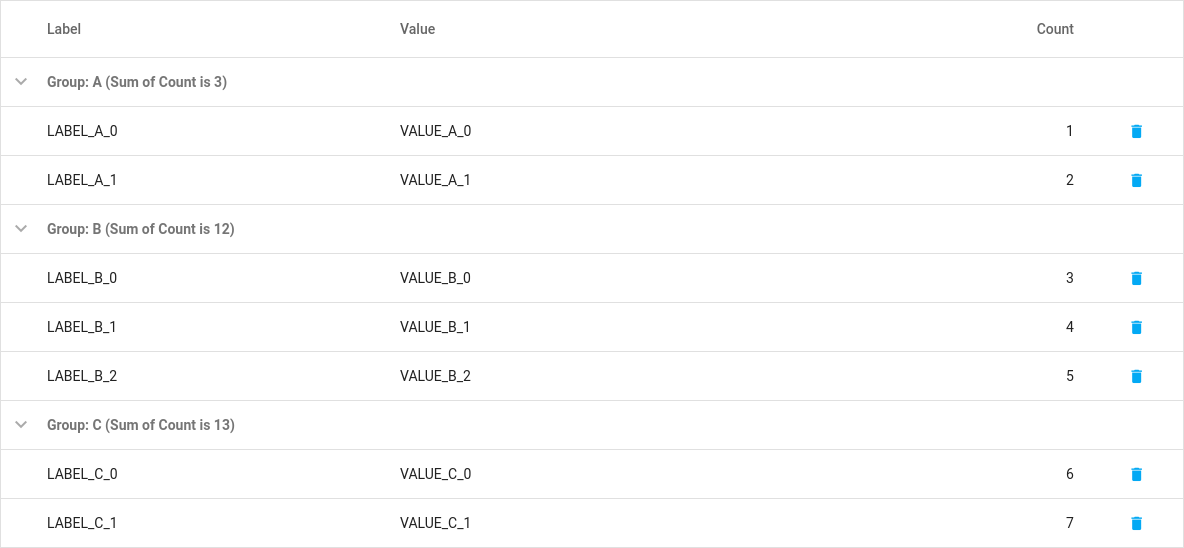 Label Value Count
Group: A (Sum of Count is 3)
LABEL_A_0 VALUE_A_0 1
LABEL_A_1 VALUE_A_1 2
Group: B (Sum of Count is 12)
LABEL_B_0 VALUE_B_0 3
LABEL_B_1 VALUE_B_1 4
LABEL_B_2 VALUE_B_2 5
Group: C (Sum of Count is 13)
LABEL_C_0 VALUE_C_0 6
LABEL_C_1 VALUE_C_1 7